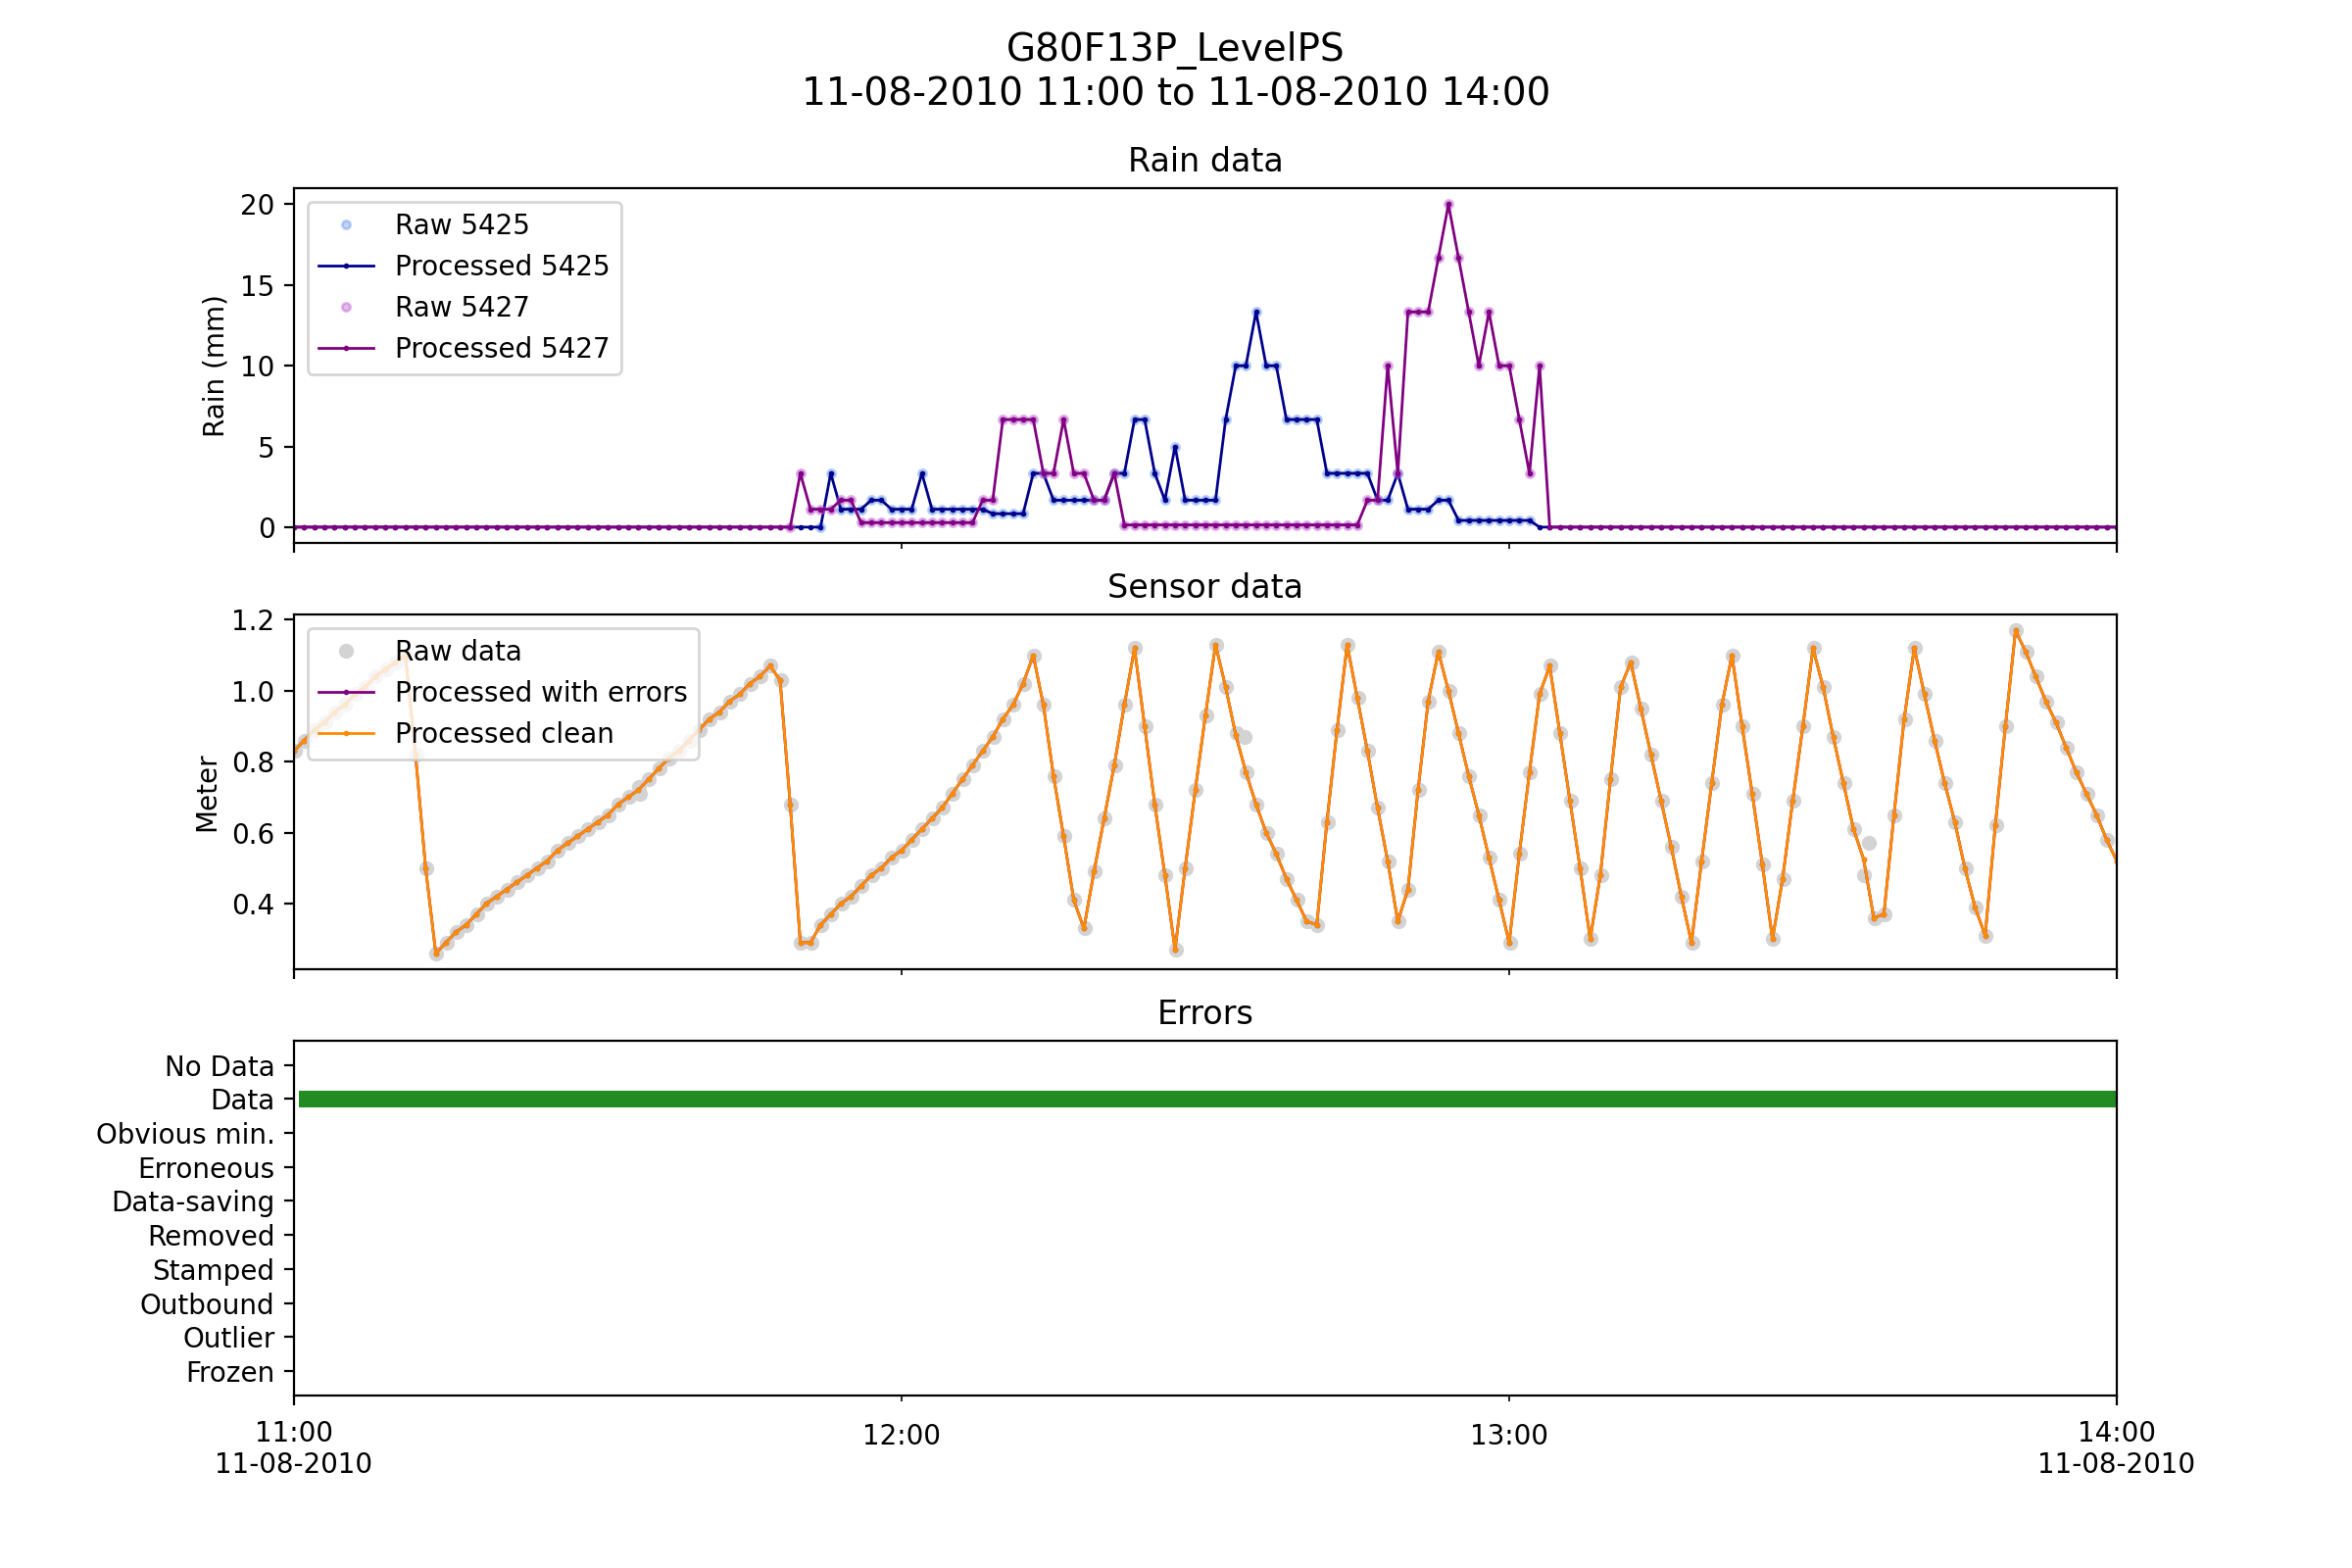 G80F13P_LevelPS
11-08-2010 11:00 to 11-08-2010 14:00
Rain data
Rain (mm)
20
15
10
5
0
Raw 5425
Processed 5425
Raw 5427
Processed 5427
Sensor data
Meter
1.2
1.0
0.8
0.6
0.4
Raw data
Processed with errors
Processed clean
Errors
No Data
Data
Obvious min.
Erroneous
Data-saving
Removed
Stamped
Outbound
Outlier
Frozen
11:00
11-08-2010
12:00
13:00
14:00
11-08-2010